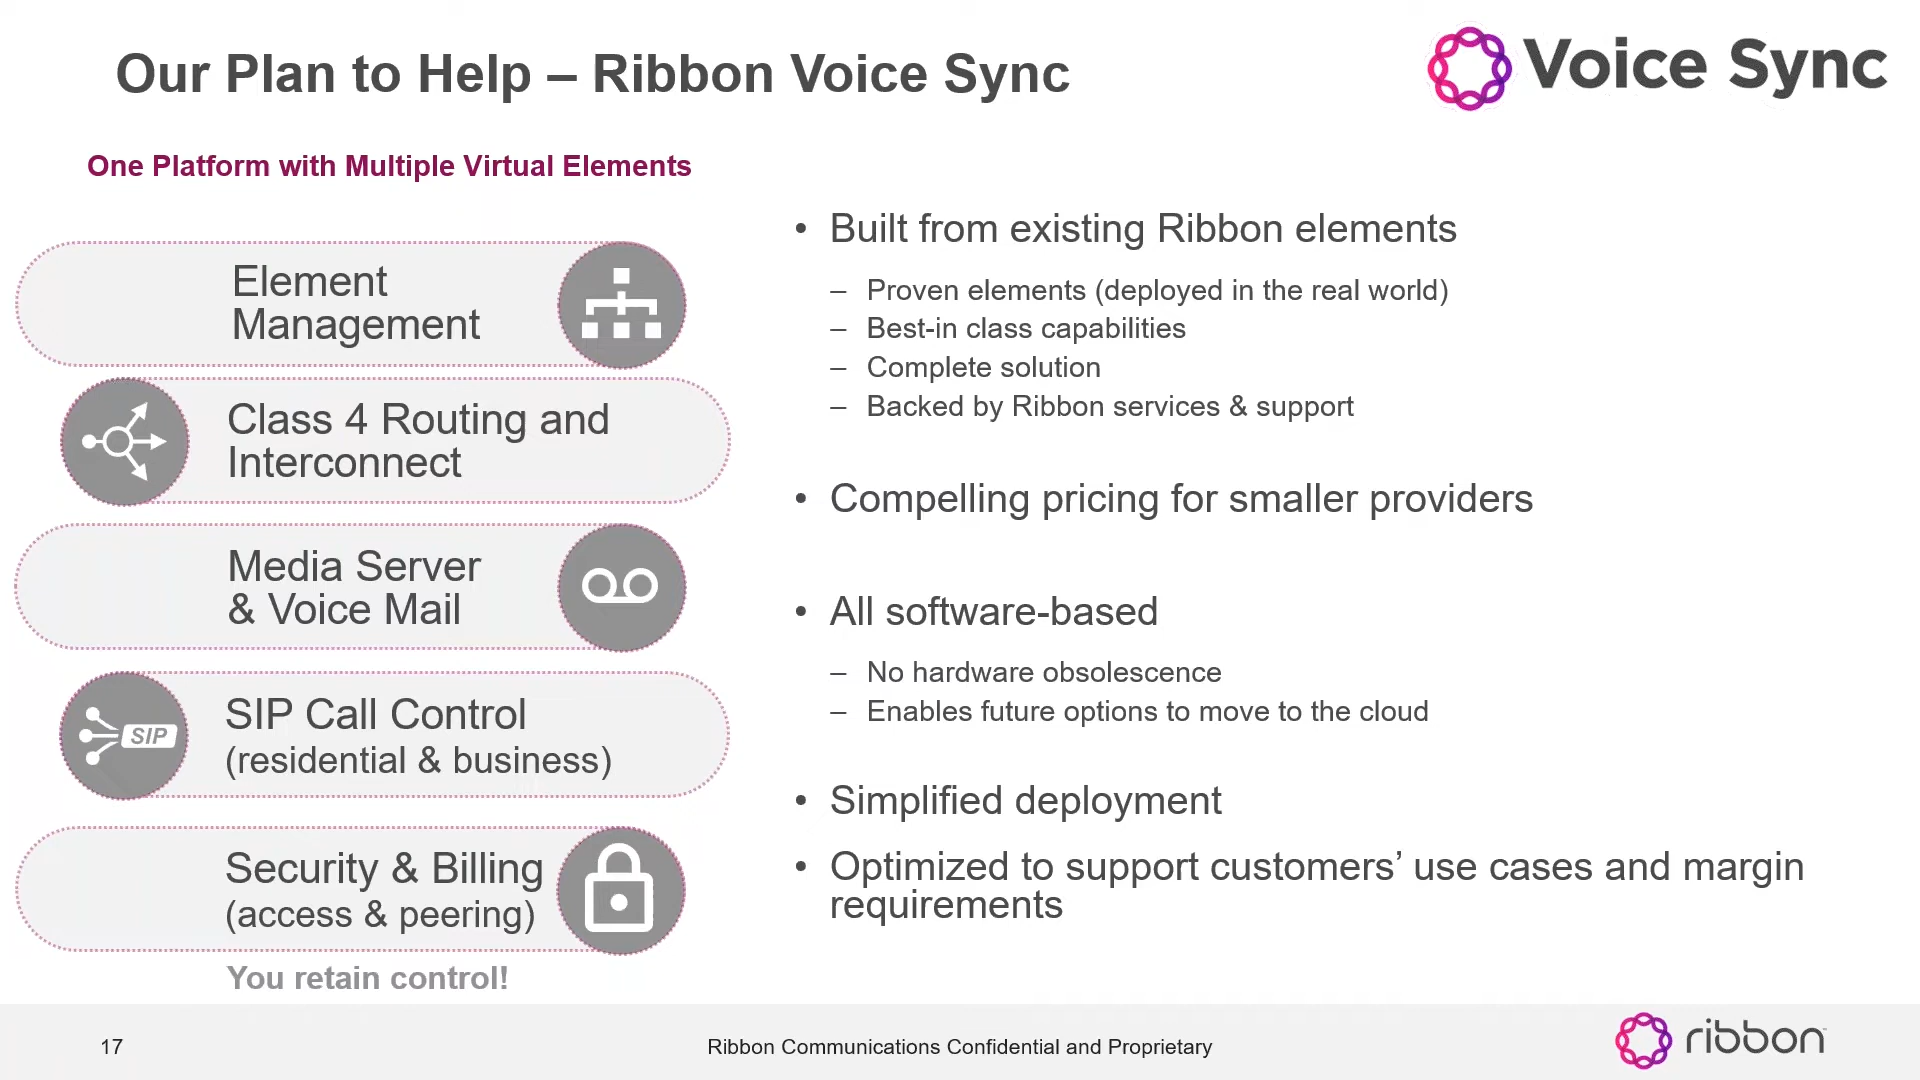 Our Plan to Help – Ribbon Voice Sync
Voice Sync
One Platform with Multiple Virtual Elements
Element
Management
Class 4 Routing and
Interconnect
Media Server
& Voice Mail
SIP
SIP Call Control
(residential & business)
Security & Billing
(access & peering)
You retain control!
• Built from existing Ribbon elements
– Proven elements (deployed in the real world)
– Best-in class capabilities
– Complete solution
– Backed by Ribbon services & support
• Compelling pricing for smaller providers
• All software-based
– No hardware obsolescence
– Enables future options to move to the cloud
• Simplified deployment
• Optimized to support customers’ use cases and margin
requirements
17
Ribbon Communications Confidential and Proprietary
ribbon